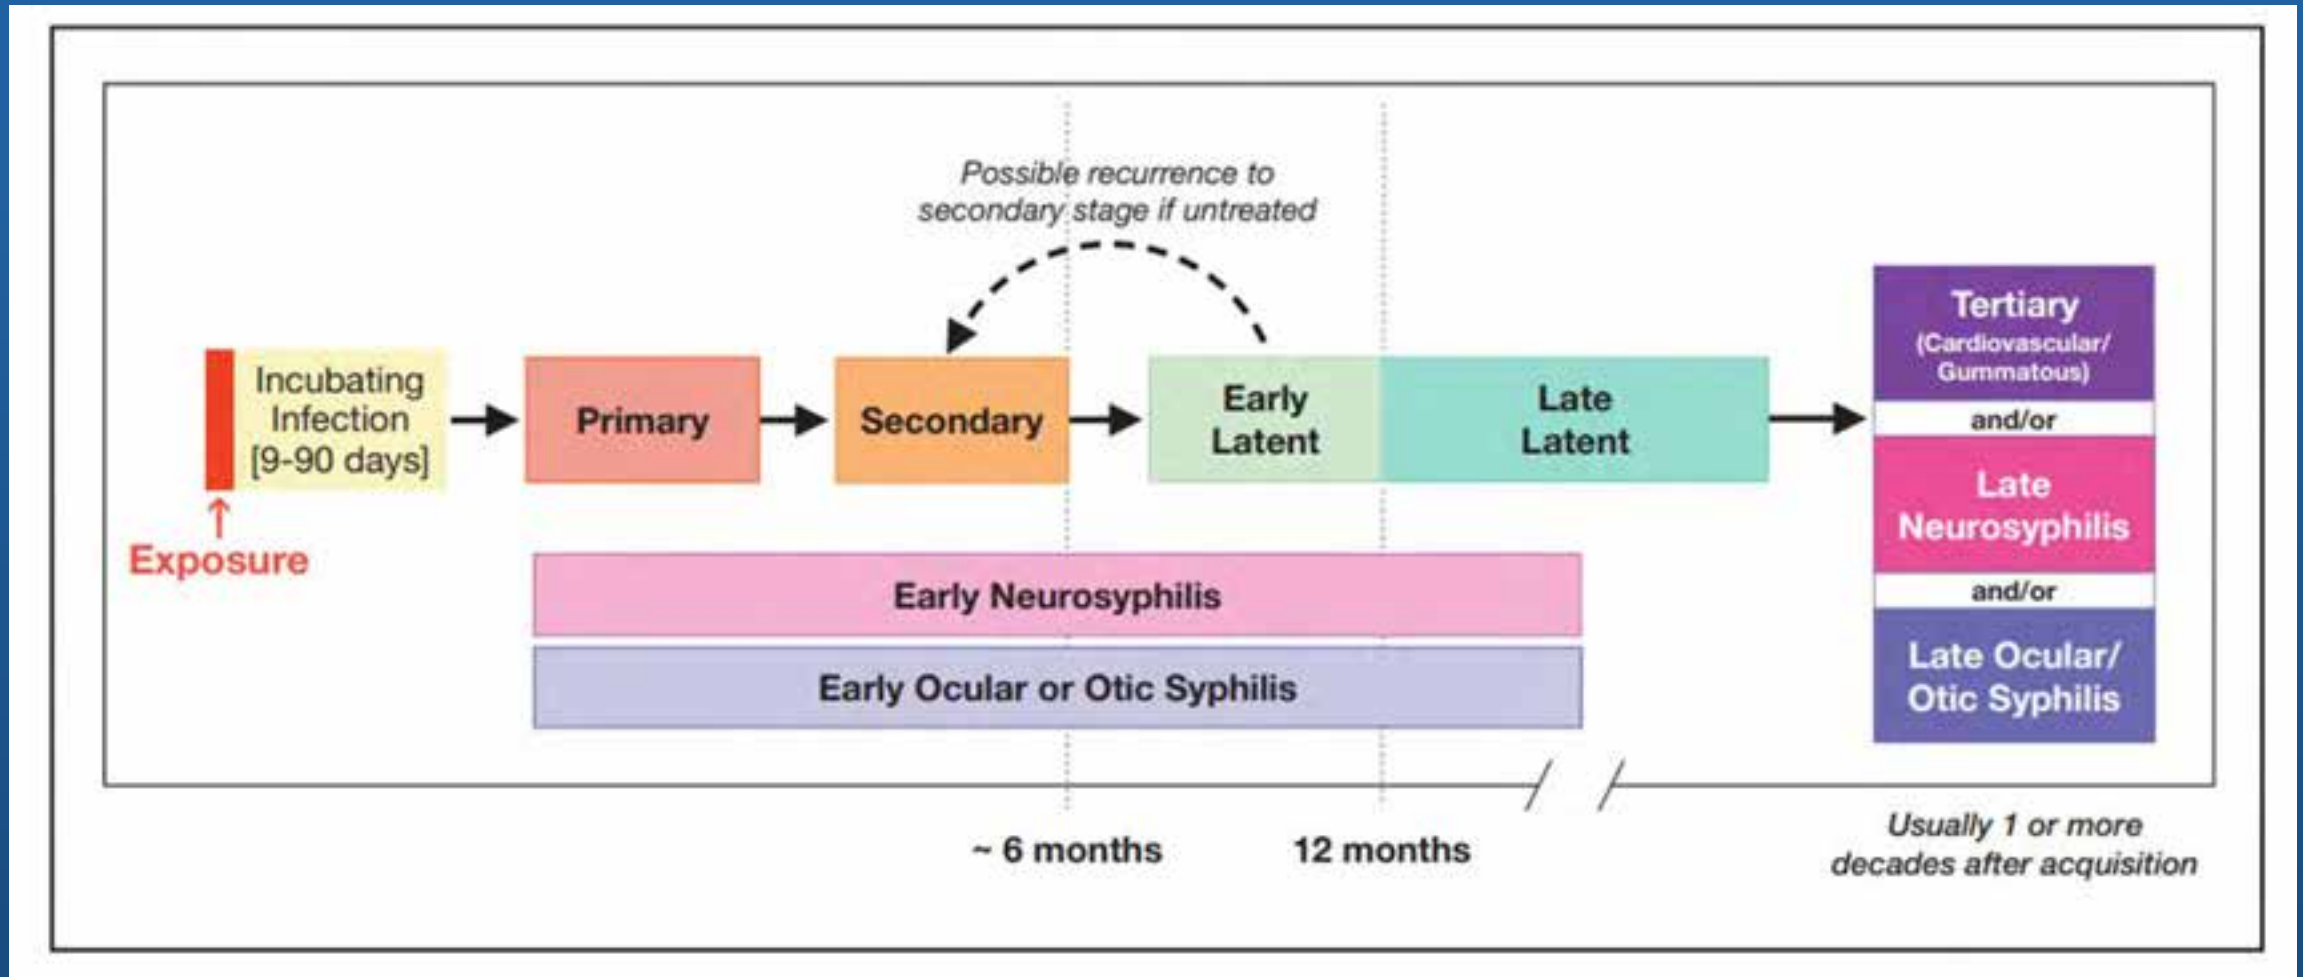 Possible recurrence to
secondary stage if untreated
Incubating
Infection
[9-90 days]
Exposure
Primary
Secondary
Early
Latent
Late
Latent
Tertiary
(Cardiovascular/
Gummatous)
and/or
Late
Neurosyphilis
and/or
Late Ocular/
Otic Syphilis
Early Neurosyphilis
Early Ocular or Otic Syphilis
~ 6 months
12 months
Usually 1 or more
decades after acquisition